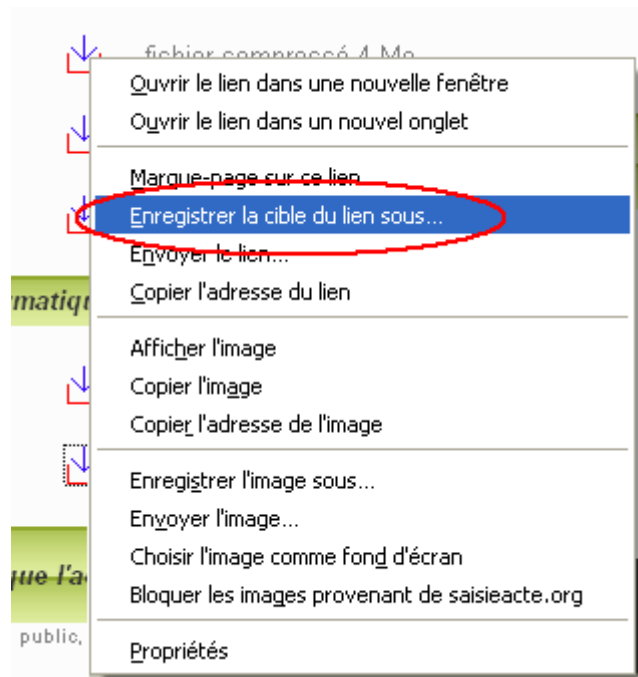 fichier compressé 4 Mo
Ouvrir le lien dans une nouvelle fenêtre
Ouvrir le lien dans un nouvel onglet
Marque-page sur ce lien
Enregistrer la cible du lien sous...
Envoyer le lien...
Copier l'adresse du lien
matiqu
Afficher l'image
Copier l'image
Copier l'adresse de l'image
Enregistrer l'image sous...
Envoyer l'image...
Choisir l'image comme fond d'écran
que l'a
Bloquer les images provenant de saisieacte.org
public,
Propriétés